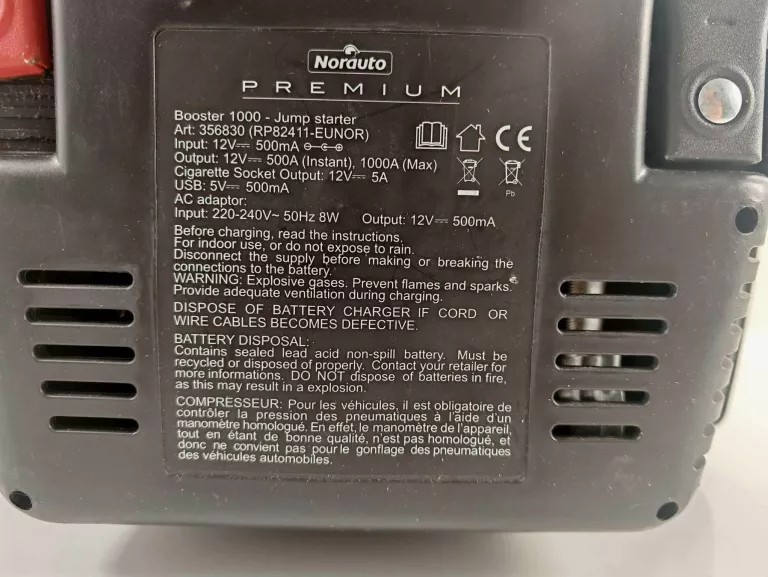 Norauto
PREMIUM
Booster 1000 - Jump starter
Art: 356830 (RP82411-EUNOR)
Input: 12V⎓ 500mA
Output: 12V⎓ 500A (Instant), 1000A (Max)
Cigarette Socket Output: 12V⎓ 5A
USB: 5V⎓ 500mA
AC adaptor:
Input: 220-240V~ 50Hz 8W Output: 12V⎓ 500mA
CE
Pb
Before charging, read the instructions.
For indoor use, or do not expose to rain.
Disconnect the supply before making or breaking the
connections to the battery.
WARNING: Explosive gases. Prevent flames and sparks.
Provide adequate ventilation during charging.
DISPOSE OF BATTERY CHARGER IF CORD OR
WIRE CABLES BECOMES DEFECTIVE.
BATTERY DISPOSAL:
Contains sealed lead acid non-spill battery. Must be
recycled or disposed of properly. Contact your retailer for
more informations. DO NOT dispose of batteries in fire,
as this may result in a explosion.
COMPRESSEUR: Pour les véhicules, il est obligatoire de
contrôler la pression des pneumatiques à l'aide d'un
manomètre homologué. En effet, le manomètre de l'appareil,
tout en étant de bonne qualité, n'est pas homologué, et
donc ne convient pas pour le gonflage des pneumatiques
des véhicules automobiles.